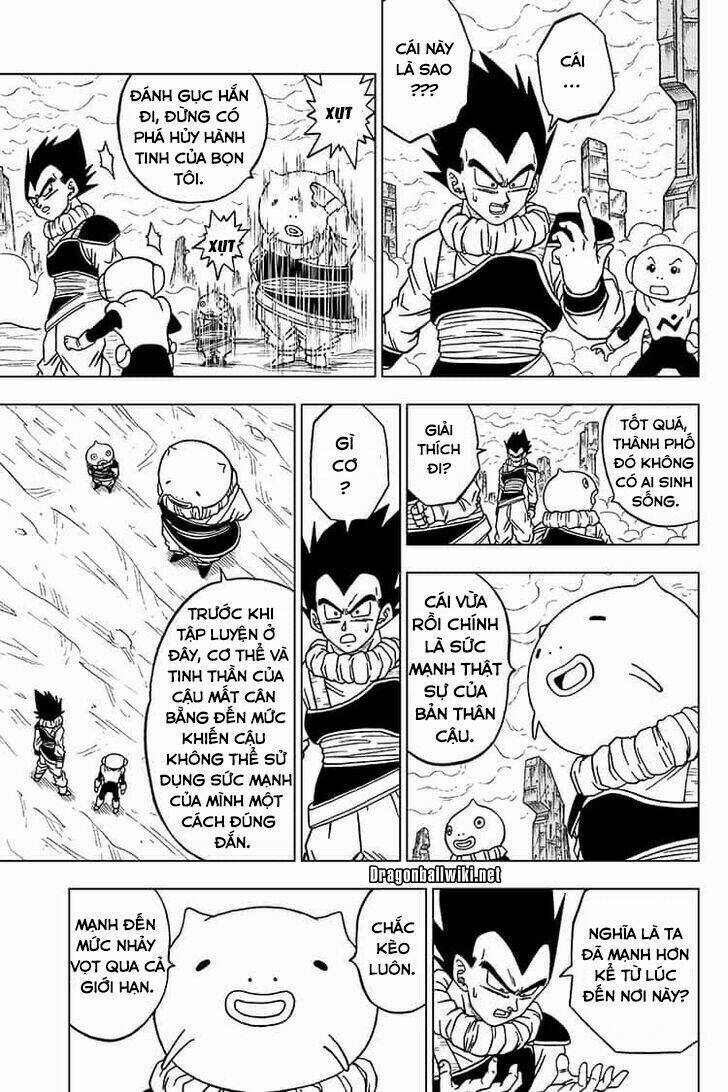 CÁI
...
CÁI NÀY
LÀ SAO
???
XỤT
ĐÁNH GỤC HẮN
ĐI, ĐỪNG CÓ
PHÁ HỦY HÀNH
TINH CỦA BỌN
TÔI.
XỤT
TỐT QUÁ,
THÀNH PHỐ
ĐÓ KHÔNG
CÓ AI SINH
SỐNG.
GIẢI
THÍCH
ĐI?
CÁI VỪA
RỒI CHÍNH
LÀ SỨC
MẠNH THẬT
SỰ CỦA
BẢN THÂN
CẬU.
GÌ
CƠ
?
TRƯỚC KHI
TẬP LUYỆN Ở
ĐÂY, CƠ THỂ VÀ
TINH THẦN CỦA
CẬU MẤT CÂN
BẰNG ĐẾN MỨC
KHIẾN CẬU
KHÔNG THỂ SỬ
DỤNG SỨC MẠNH
CỦA MÌNH MỘT
CÁCH ĐÚNG
ĐẮN.
Dragonballwiki.net
NGHĨA LÀ TA
ĐÃ MẠNH HƠN
KỂ TỪ LÚC
ĐẾN NƠI NÀY?
CHẮC
KÈO
LUÔN.
MẠNH ĐẾN
MỨC NHẢY
VỌT QUA CẢ
GIỚI HẠN.